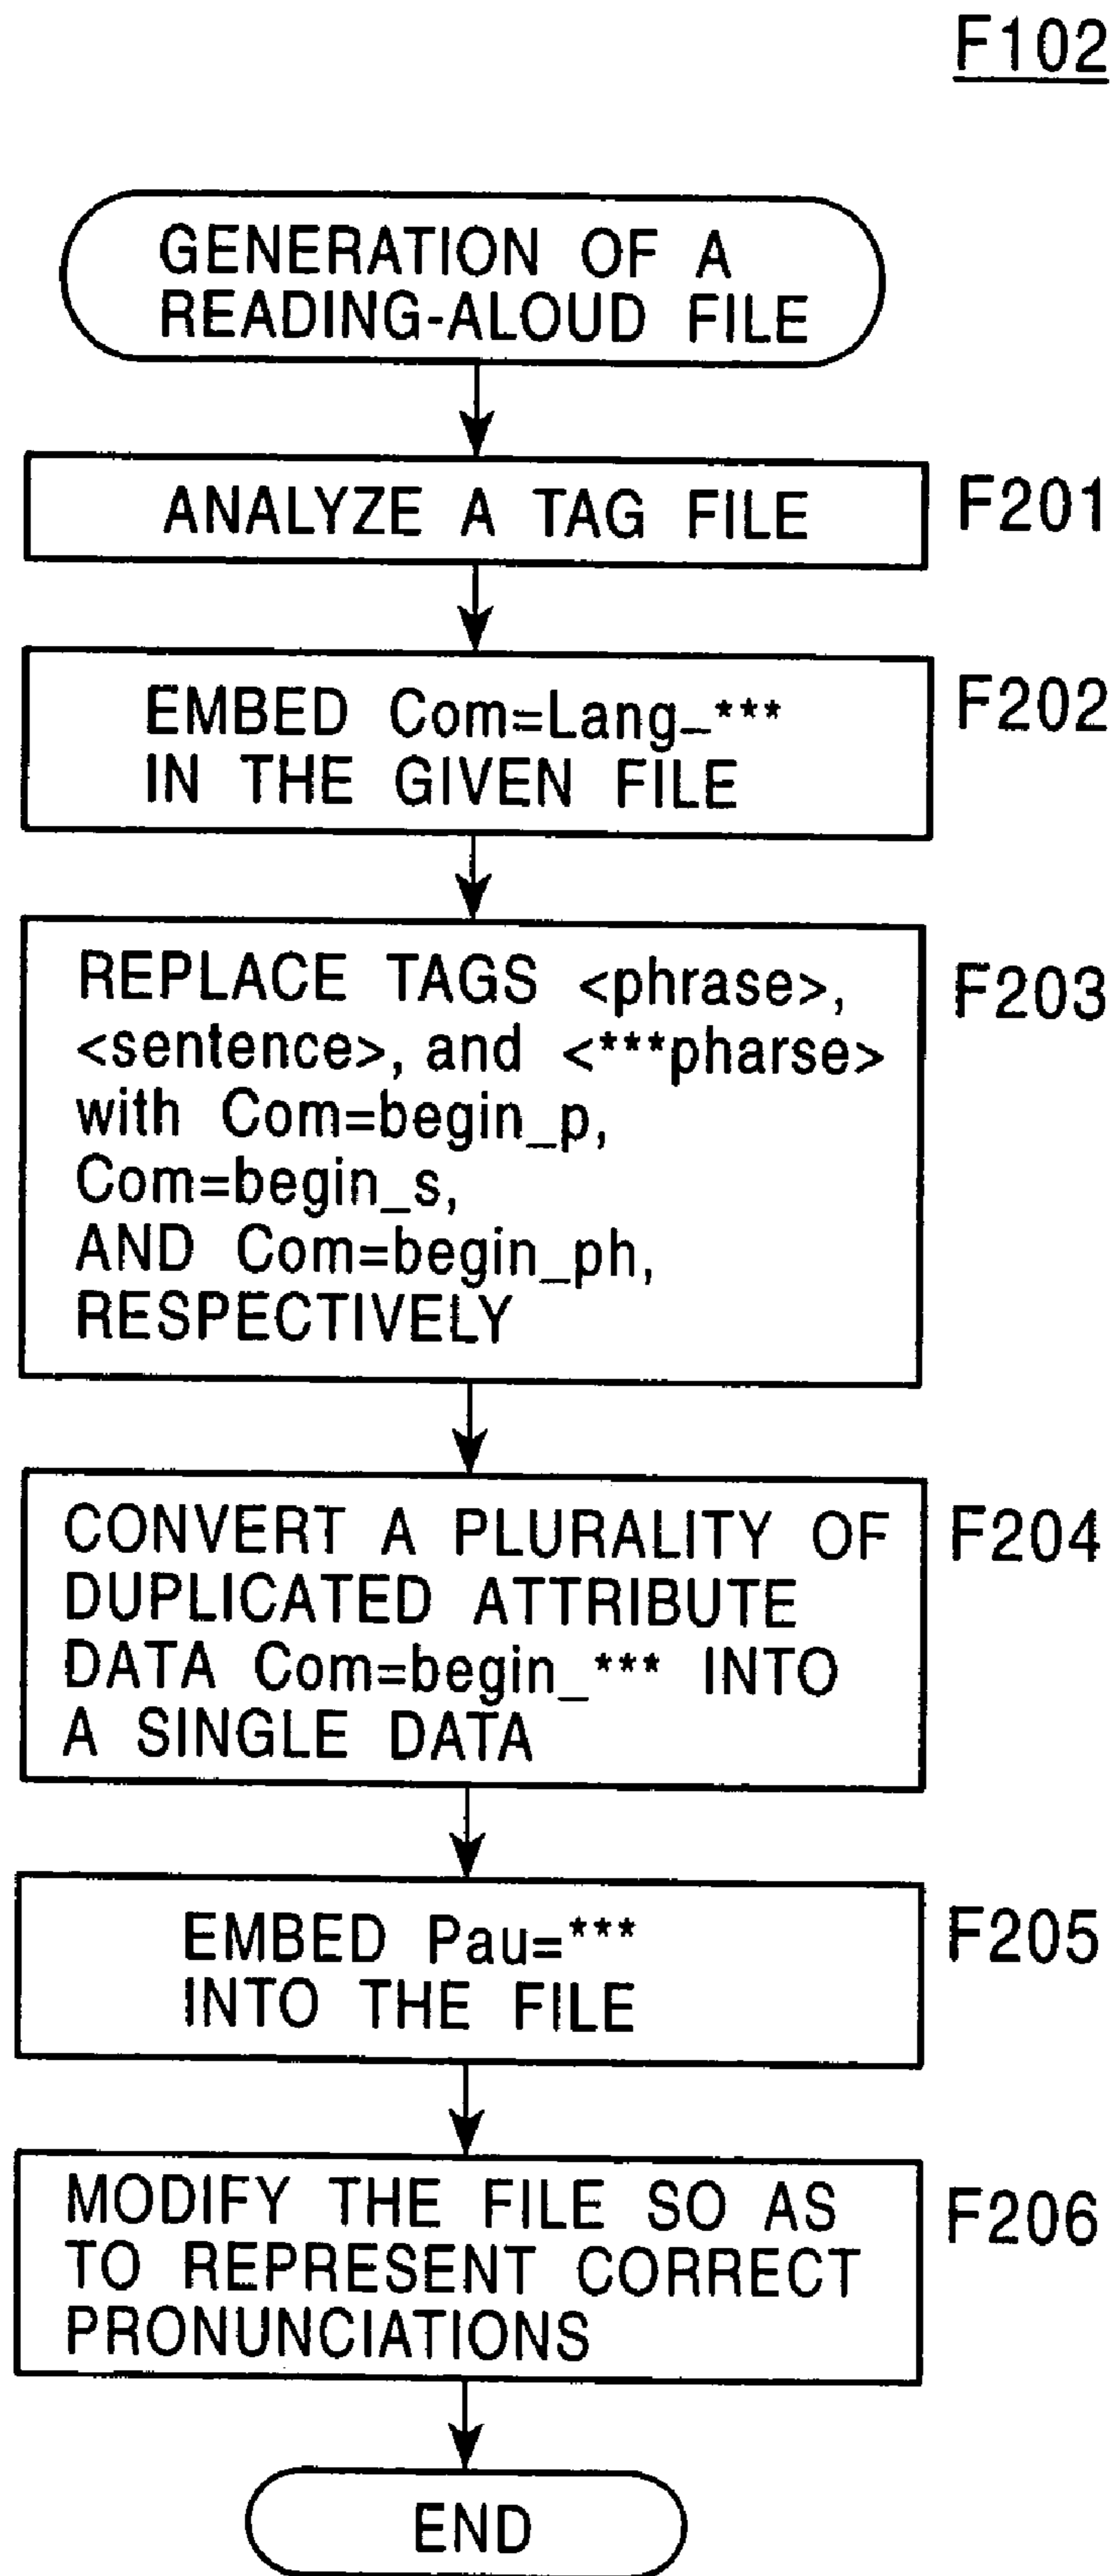 F102
GENERATION OF A
READING-ALOUD FILE
ANALYZE A TAG FILE
F201
EMBED Com=Lang_***
IN THE GIVEN FILE
F202
REPLACE TAGS <phrase>,
<sentence>, and <***pharse>
with Com=begin_p,
Com=begin_s,
AND Com=begin_ph,
RESPECTIVELY
F203
CONVERT A PLURALITY OF
DUPLICATED ATTRIBUTE
DATA Com=begin_*** INTO
A SINGLE DATA
F204
EMBED Pau=***
INTO THE FILE
F205
MODIFY THE FILE SO AS
TO REPRESENT CORRECT
PRONUNCIATIONS
F206
END